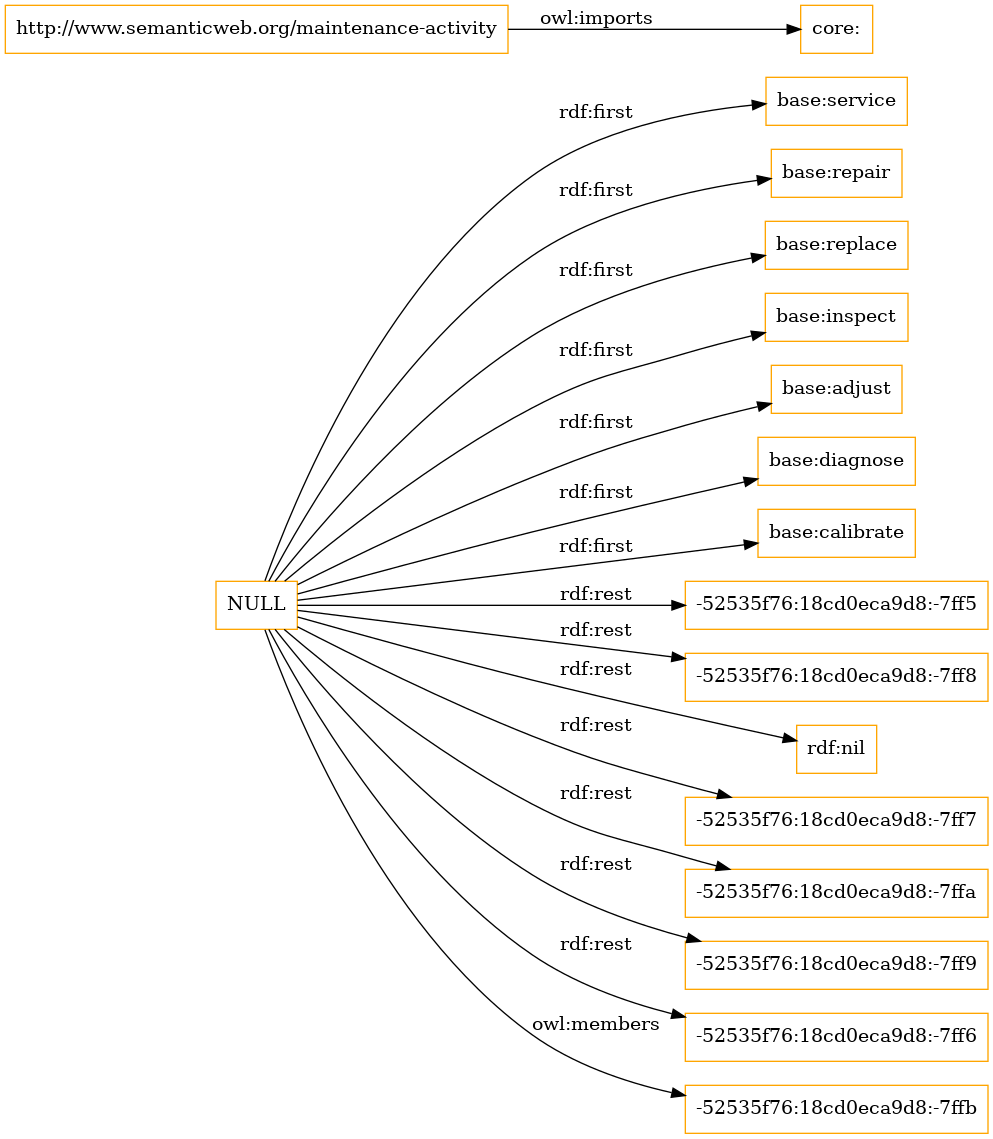 http://www.semanticweb.org/maintenance-activity
owl:imports
core:
rdf:first
base:service
rdf:first
base:repair
rdf:first
base:replace
rdf:first
base:inspect
rdf:first
base:adjust
rdf:first
base:diagnose
rdf:first
base:calibrate
NULL
rdf:rest
-52535f76:18cd0eca9d8:-7ff5
rdf:rest
-52535f76:18cd0eca9d8:-7ff8
rdf:rest
rdf:nil
rdf:rest
-52535f76:18cd0eca9d8:-7ff7
rdf:rest
-52535f76:18cd0eca9d8:-7ffa
rdf:rest
-52535f76:18cd0eca9d8:-7ff9
rdf:rest
-52535f76:18cd0eca9d8:-7ff6
owl:members
-52535f76:18cd0eca9d8:-7ffb